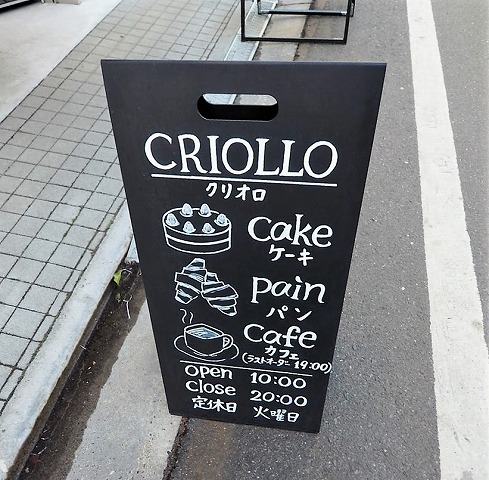 CRIOLLO
クリオロ
cake
ケーキ
pain
パン
cafe
カフェ
(ラストオーダー 19:00)
open 10:00
close 20:00
定休日 火曜日